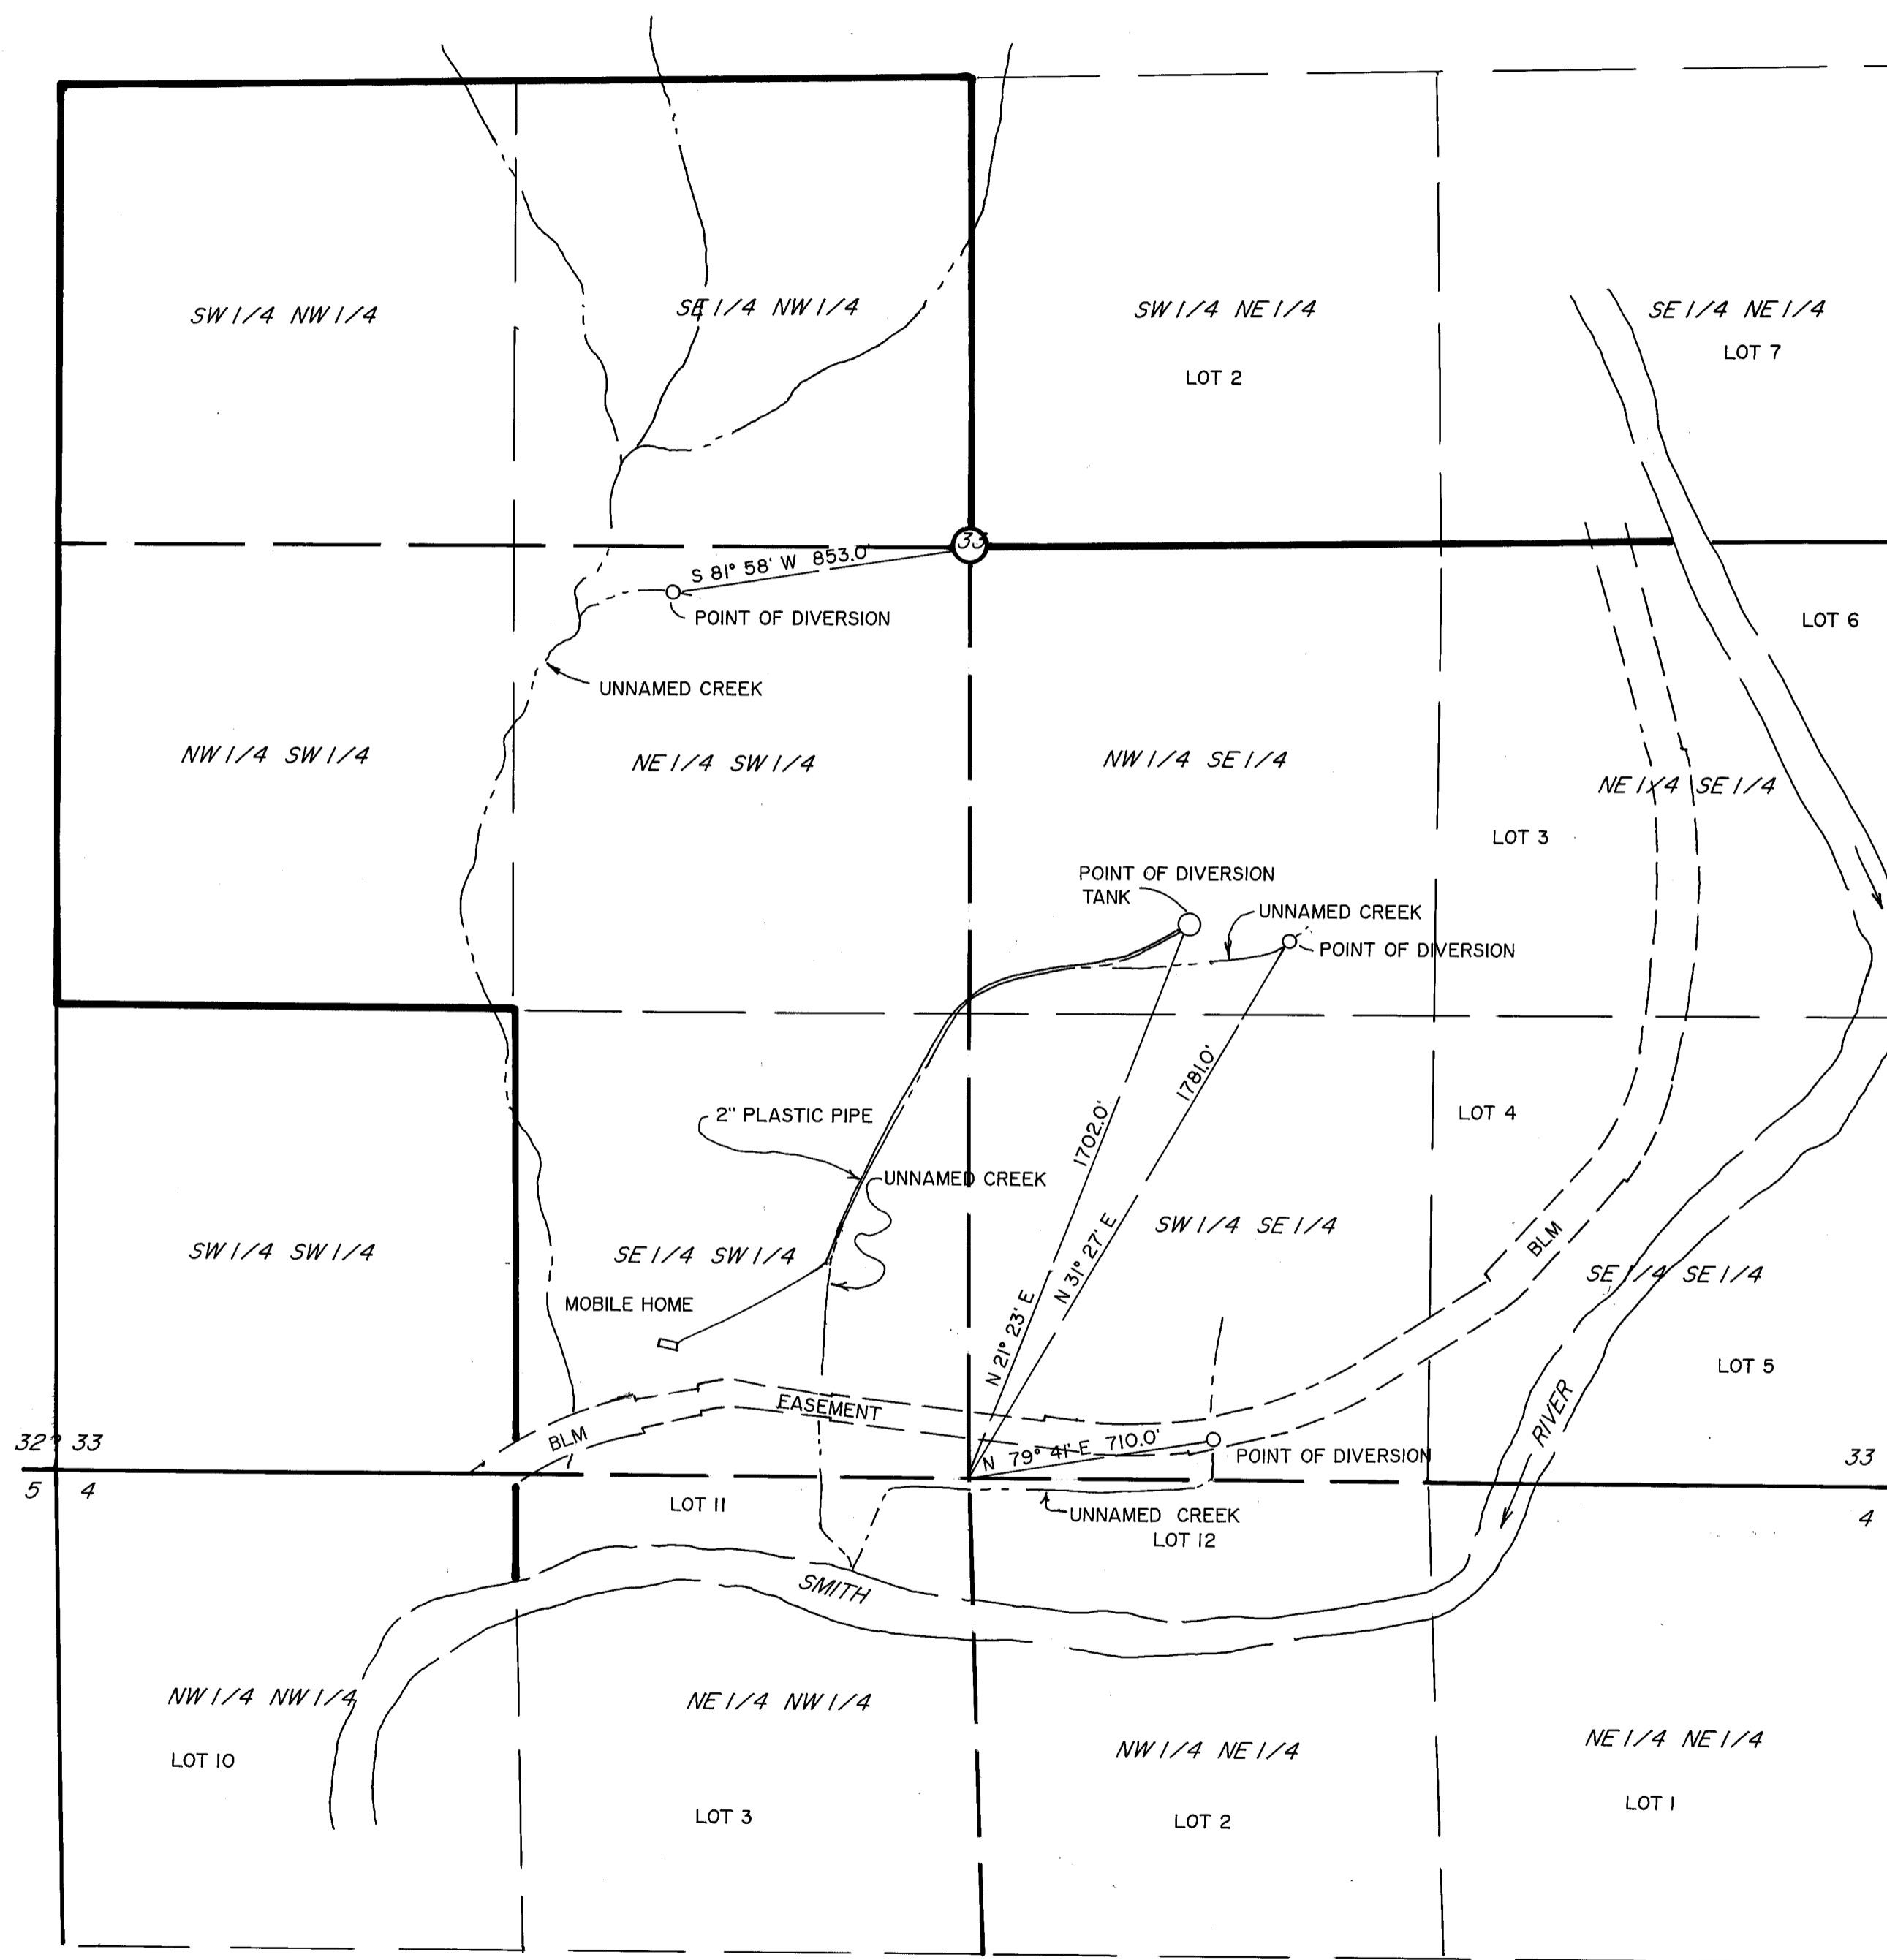 SW 1/4 NW 1/4
SE 1/4 NW 1/4
SW 1/4 NE 1/4
LOT 2
SE 1/4 NE 1/4
LOT 7
33
S 81° 58' W 853.0'
POINT OF DIVERSION
UNNAMED CREEK
LOT 6
NW 1/4 SW 1/4
NE 1/4 SW 1/4
NW 1/4 SE 1/4
NE 1/4 SE 1/4
LOT 3
POINT OF DIVERSION
TANK
UNNAMED CREEK
POINT OF DIVERSION
2" PLASTIC PIPE
UNNAMED CREEK
1702.0'
1781.0'
LOT 4
SW 1/4 SW 1/4
SE 1/4 SW 1/4
SW 1/4 SE 1/4
BLM
SE 1/4 SE 1/4
MOBILE HOME
N 21° 23' E
N 31° 27' E
LOT 5
EASEMENT
BLM
RIVER
N 79° 41' E 710.0'
POINT OF DIVERSION
32 33
5 4
33
4
LOT 11
UNNAMED CREEK
LOT 12
SMITH
NW 1/4 NW 1/4
LOT 10
NE 1/4 NW 1/4
LOT 3
NW 1/4 NE 1/4
LOT 2
NE 1/4 NE 1/4
LOT 1